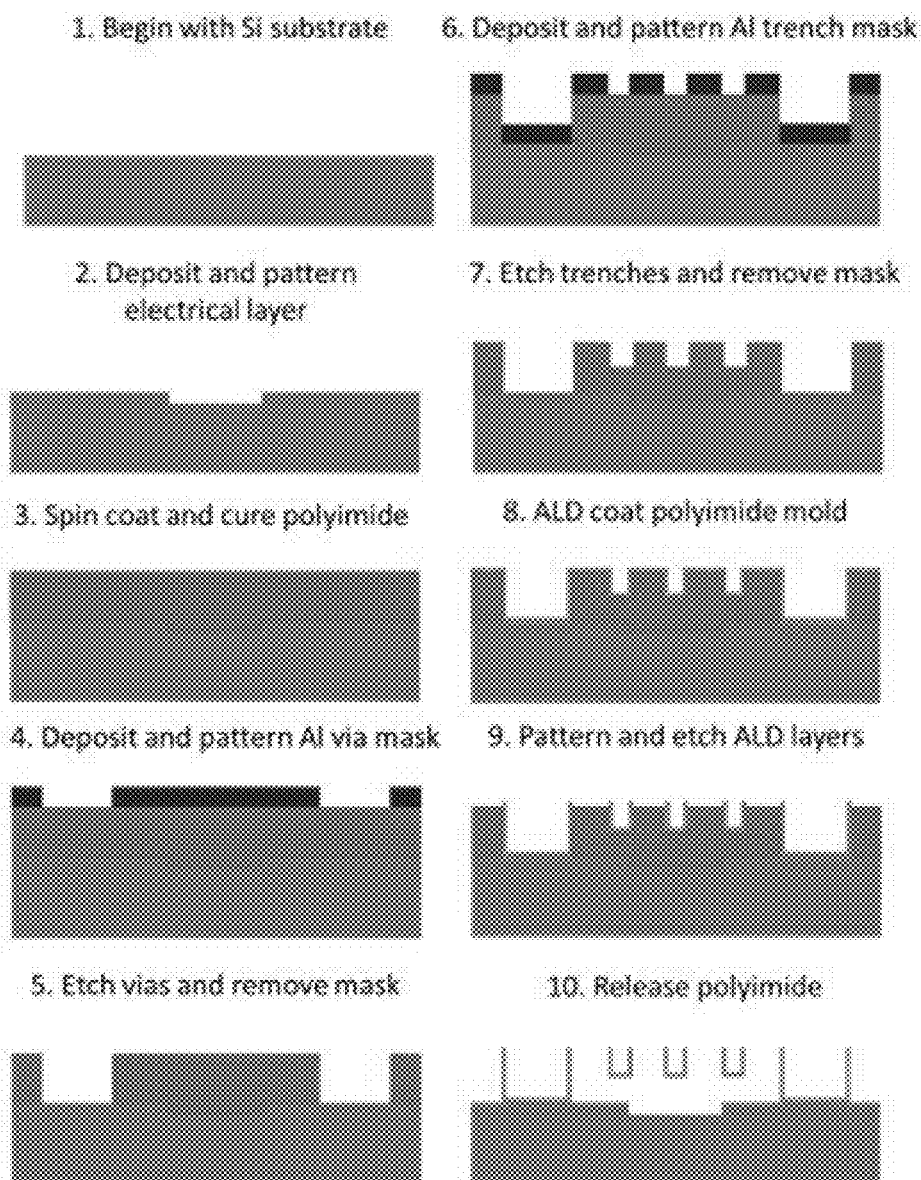 1. Begin with Si substrate
2. Deposit and pattern
electrical layer
3. Spin coat and cure polyimide
4. Deposit and pattern Al via mask
5. Etch vias and remove mask
6. Deposit and pattern Al trench mask
7. Etch trenches and remove mask
8. ALD coat polyimide mold
9. Pattern and etch ALD layers
10. Release polyimide